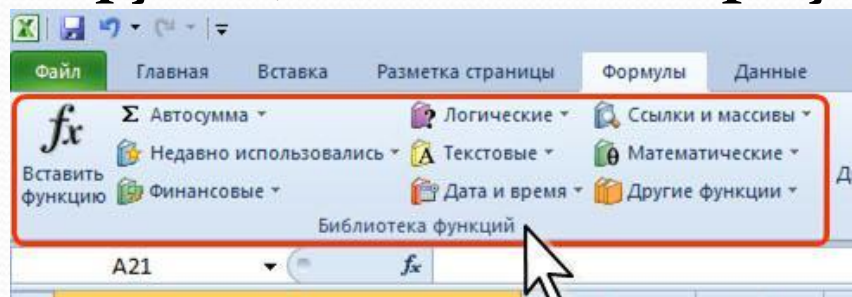 Файл Главная Вставка Разметка страницы Формулы Данные
fx Σ Автосумма Логические Ссылки и массивы
Вставить функцию Недавно использовались Текстовые Математические
Финансовые Дата и время Другие функции
Библиотека функций
A21 fx